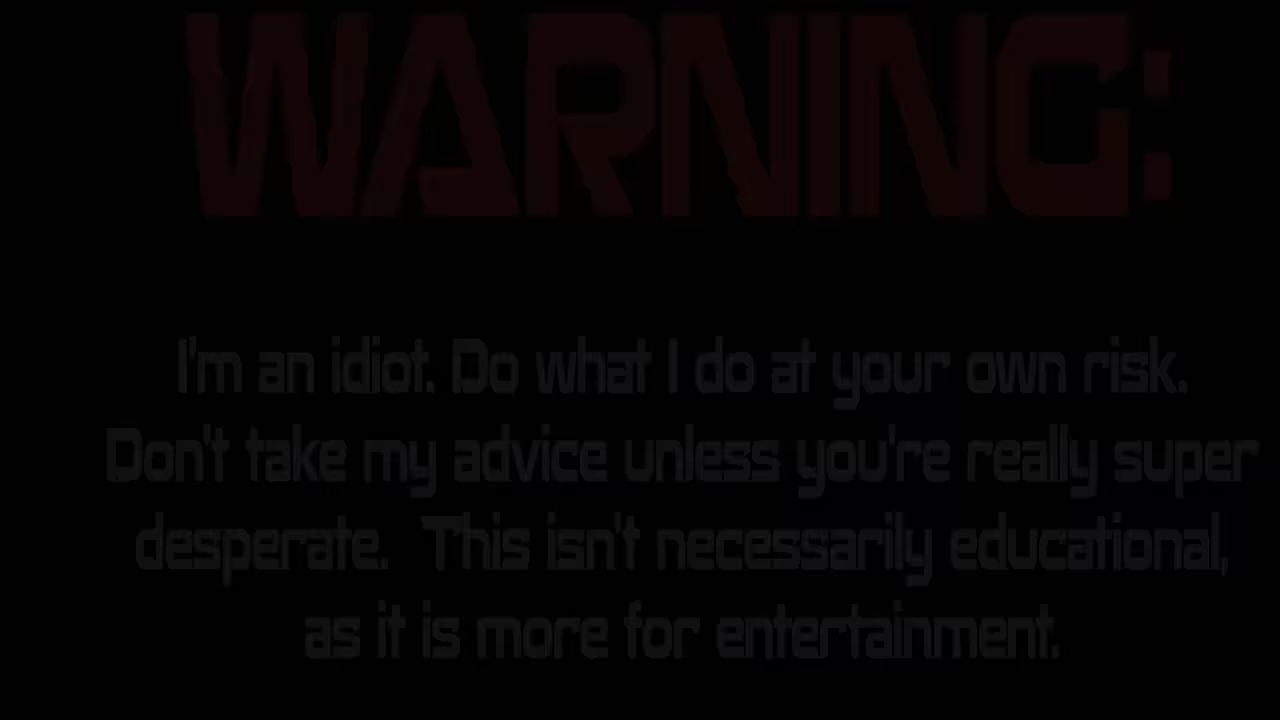 WARNING:
I'm an idiot. Do what I do at your own risk.
Don't take my advice unless you're really super
desperate.  This isn't necessarily educational,
as it is more for entertainment.